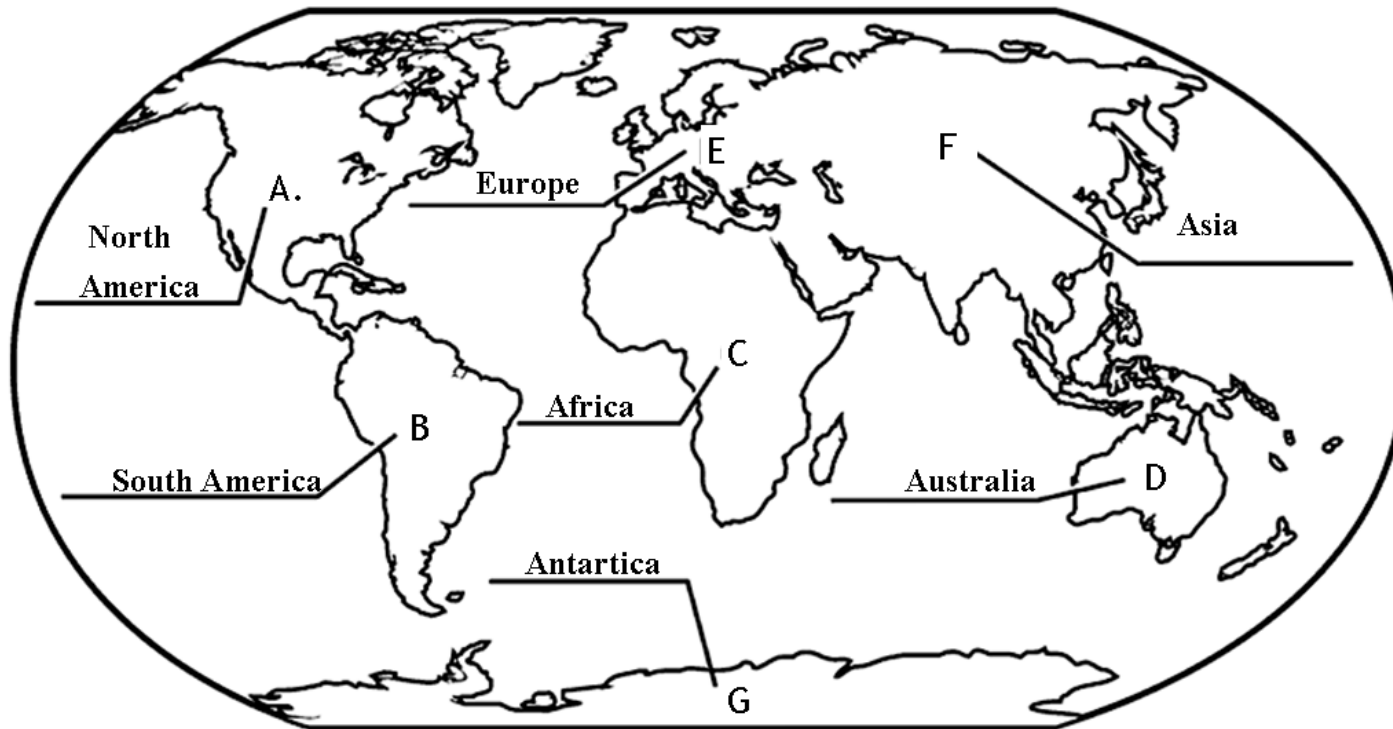 E
F
Europe
A.
North
America
Asia
C
Africa
B
South America
Australia
D
Antartica
G